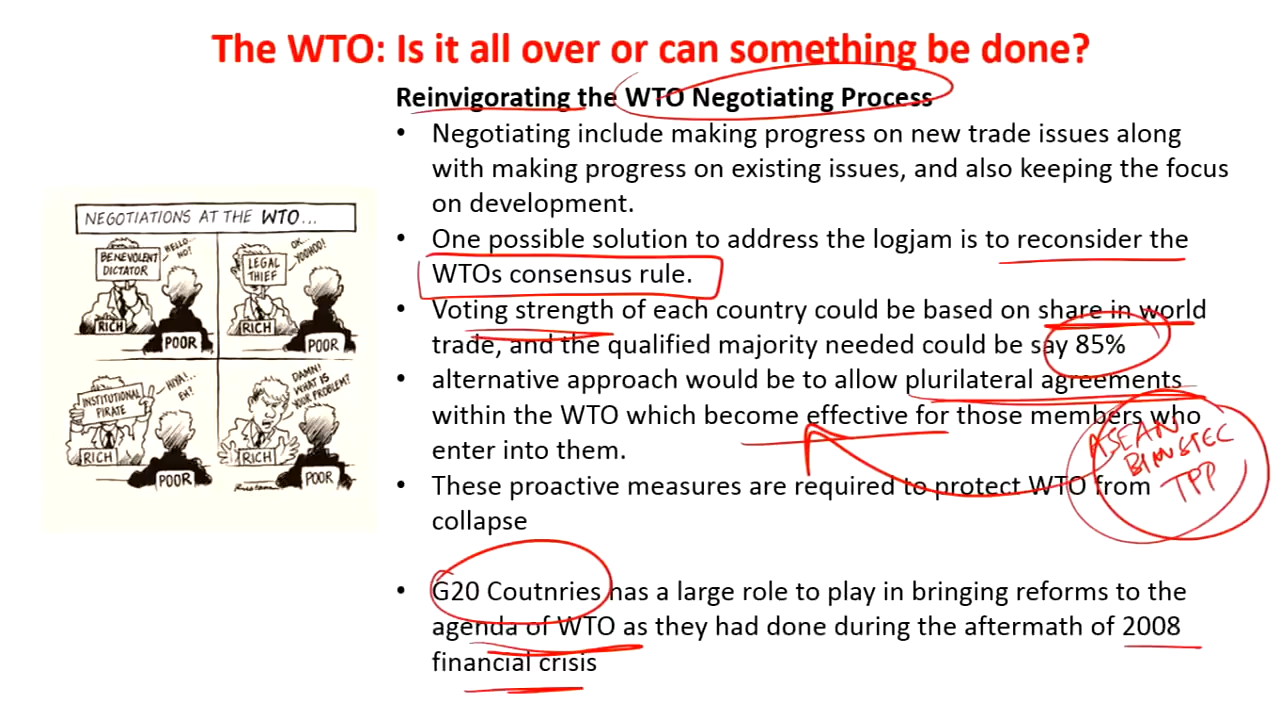 The WTO: Is it all over or can something be done?
Reinvigorating the WTO Negotiating Process
• Negotiating include making progress on new trade issues along
with making progress on existing issues, and also keeping the focus
on development.
• One possible solution to address the logjam is to reconsider the
WTOs consensus rule.
• Voting strength of each country could be based on share in world
trade, and the qualified majority needed could be say 85%
• alternative approach would be to allow plurilateral agreements
within the WTO which become effective for those members who
enter into them.
• These proactive measures are required to protect WTO from
collapse
• G20 Coutnries has a large role to play in bringing reforms to the
agenda of WTO as they had done during the aftermath of 2008
financial crisis
ASEAN
BIMSTEC
TPP
NEGOTIATIONS AT THE WTO...
BENEVOLENT
DICTATOR
HELLO...
NO!
RICH
POOR
LEGAL
THIEF
OK...
YOOHOO!
RICH
POOR
INSTITUTIONAL
PIRATE
HIYA!..
EH?
RICH
POOR
DAMN!
WHAT IS
YOUR PROBLEM?
RICH
POOR